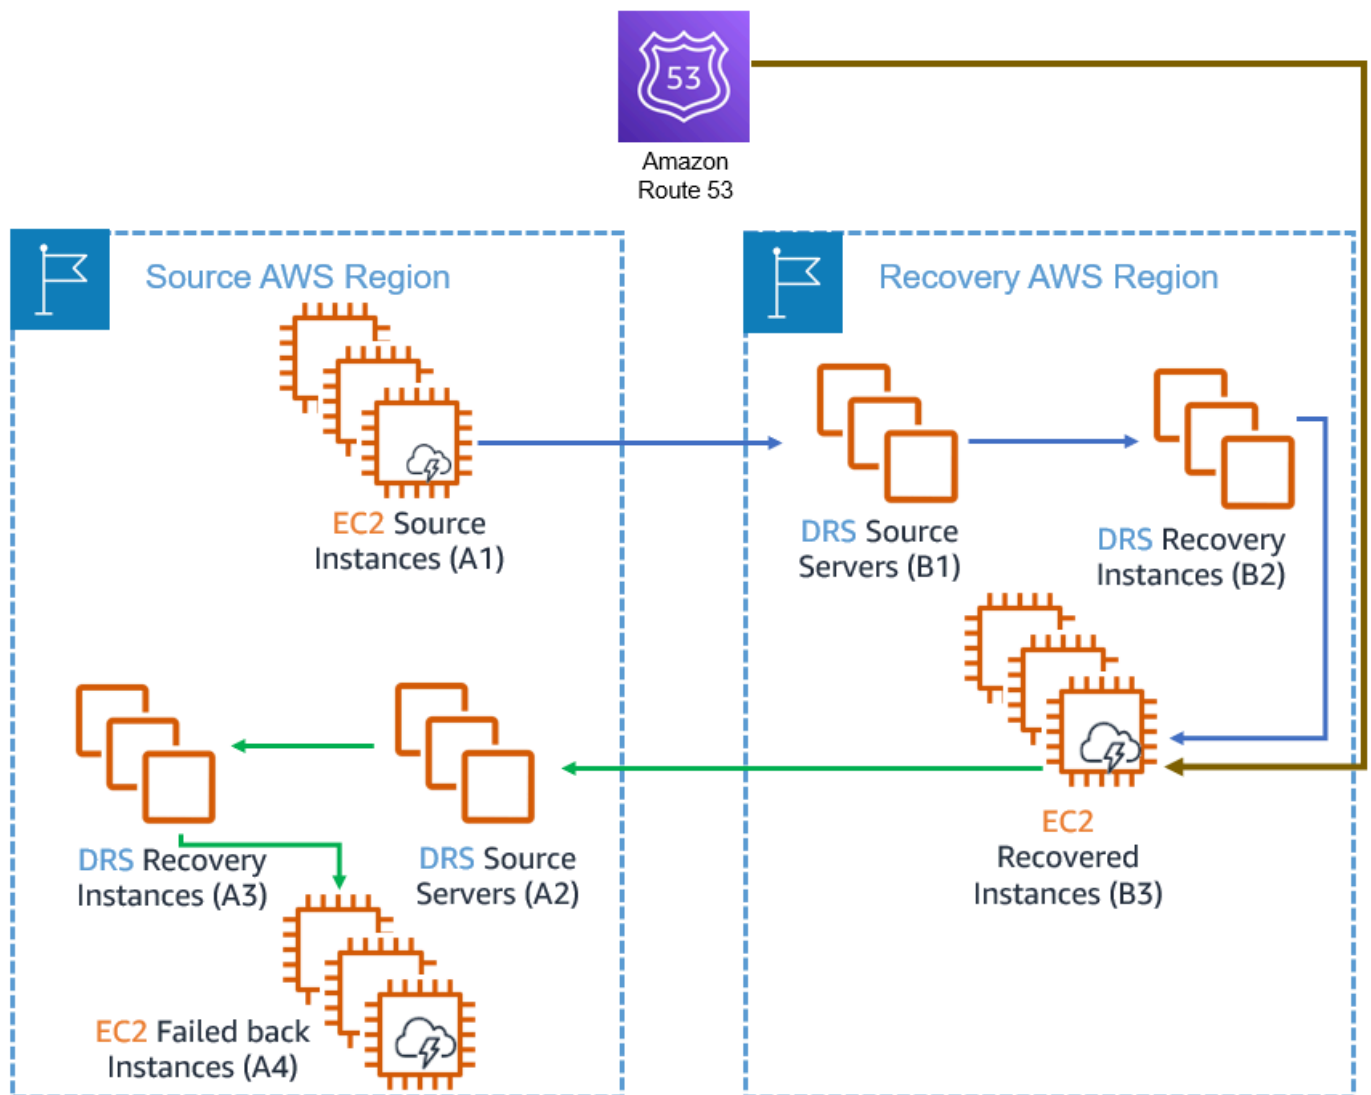 53
Amazon
Route 53
Source AWS Region
Recovery AWS Region
EC2 Source
Instances (A1)
DRS Source
Servers (B1)
DRS Recovery
Instances (B2)
EC2
Recovered
Instances (B3)
DRS Recovery
Instances (A3)
DRS Source
Servers (A2)
EC2 Failed back
Instances (A4)